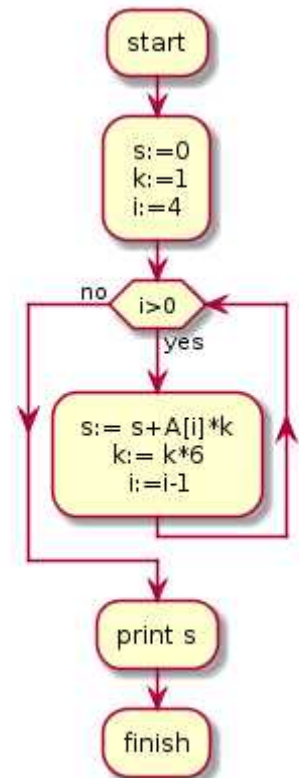 start
s:=0
k:=1
i:=4
no
i>0
yes
s:= s+A[i]*k
k:= k*6
i:=i-1
print s
finish